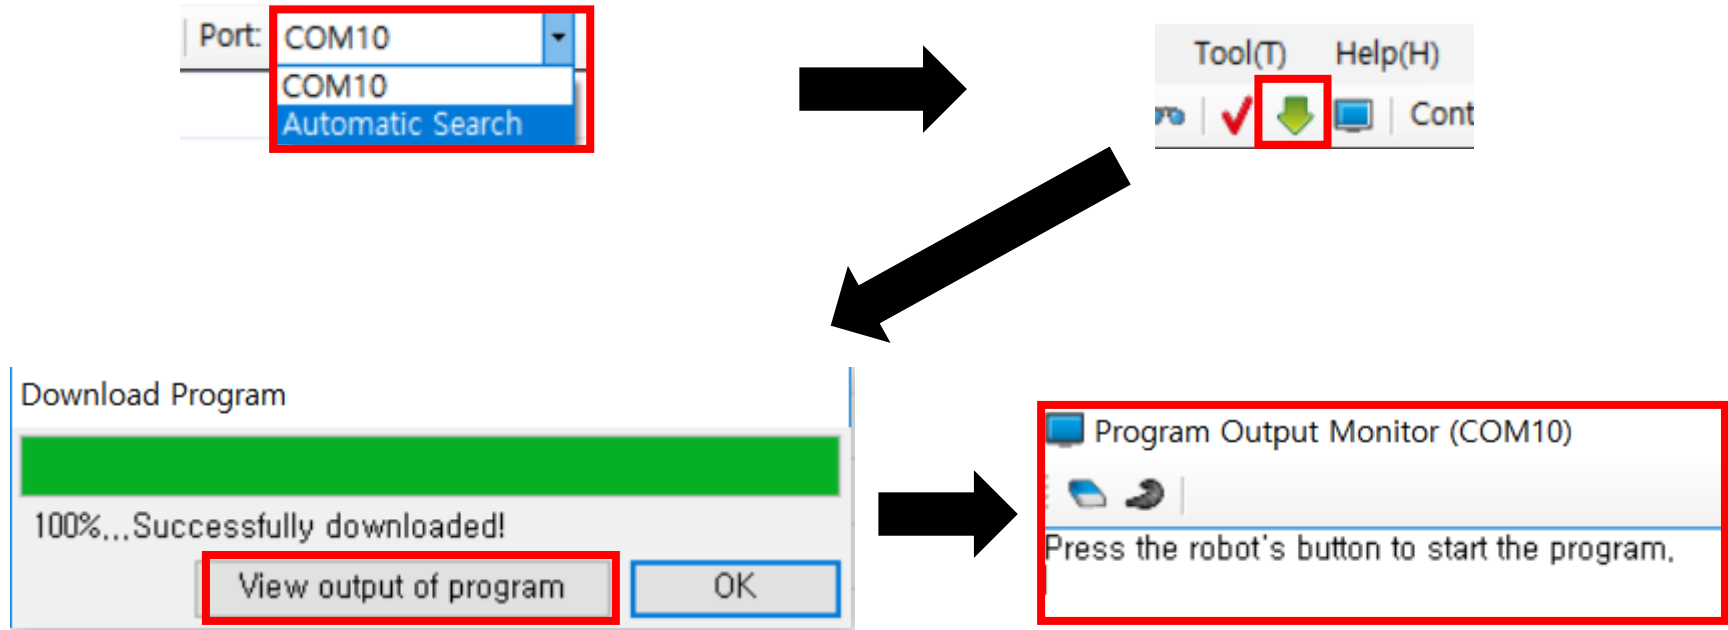 Port: COM10
COM10
Automatic Search
Tool(T) Help(H)
Cont
Download Program
100%,,,Successfully downloaded!
View output of program OK
Program Output Monitor (COM10)
Press the robot's button to start the program,